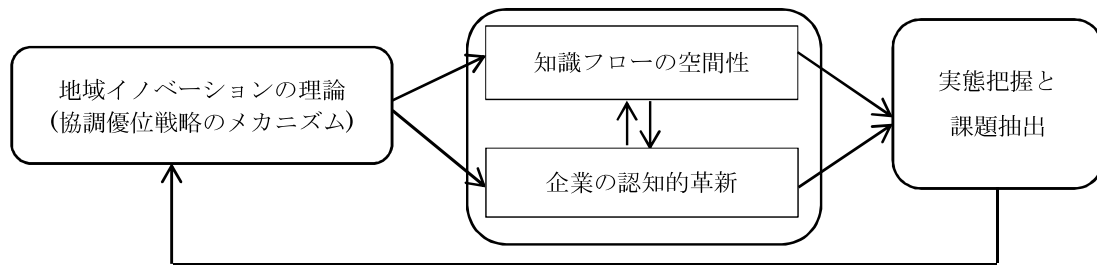 地域イノベーションの理論
(協調優位戦略のメカニズム)
知識フローの空間性
企業の認知的革新
実態把握と
課題抽出